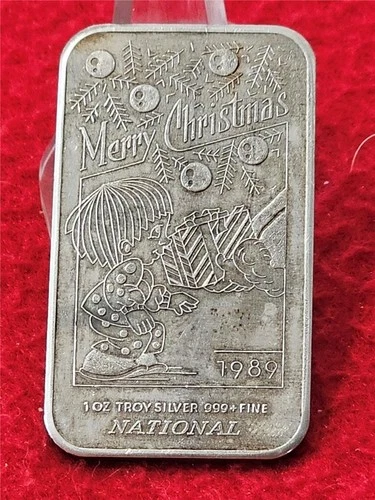 Merry Christmas
1989
1 OZ TROY SILVER 999+ FINE
NATIONAL